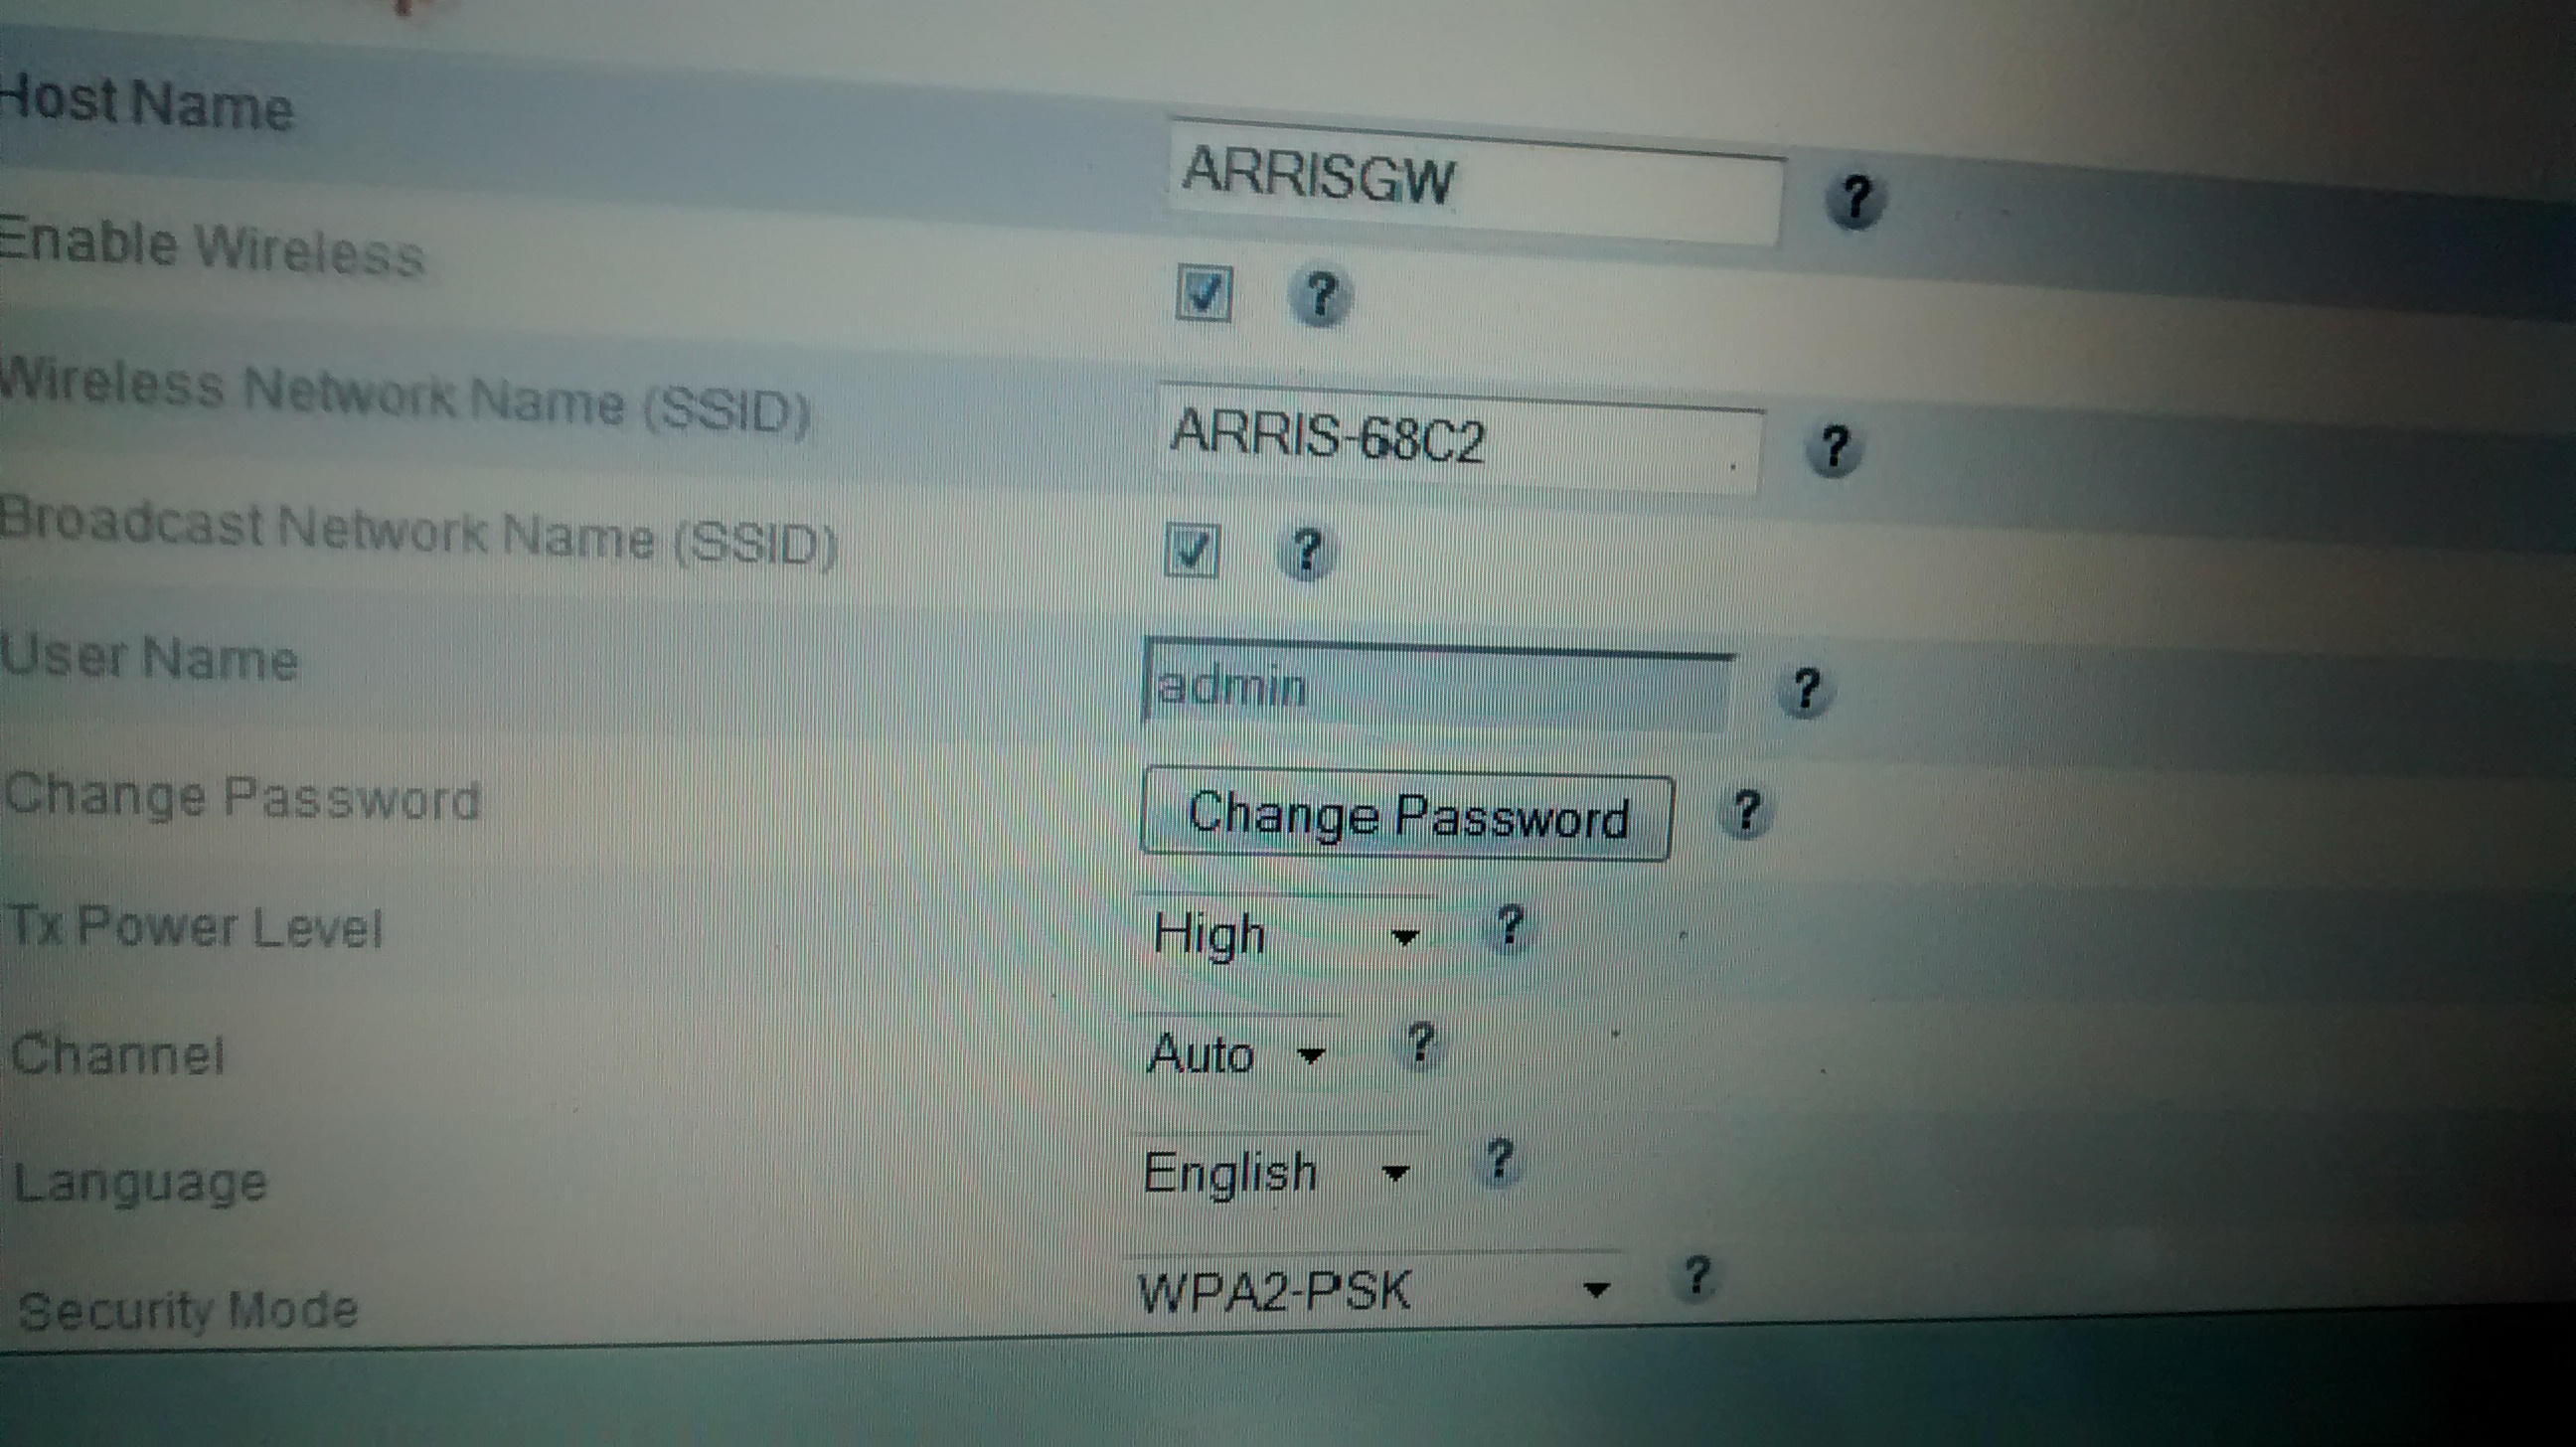 Host Name
ARRISGW ?
Enable Wireless
?
Wireless Network Name (SSID)
ARRIS-68C2 ?
Broadcast Network Name (SSID)
?
User Name
admin ?
Change Password
Change Password ?
Tx Power Level
High ?
Channel
Auto ?
Language
English ?
Security Mode
WPA2-PSK ?